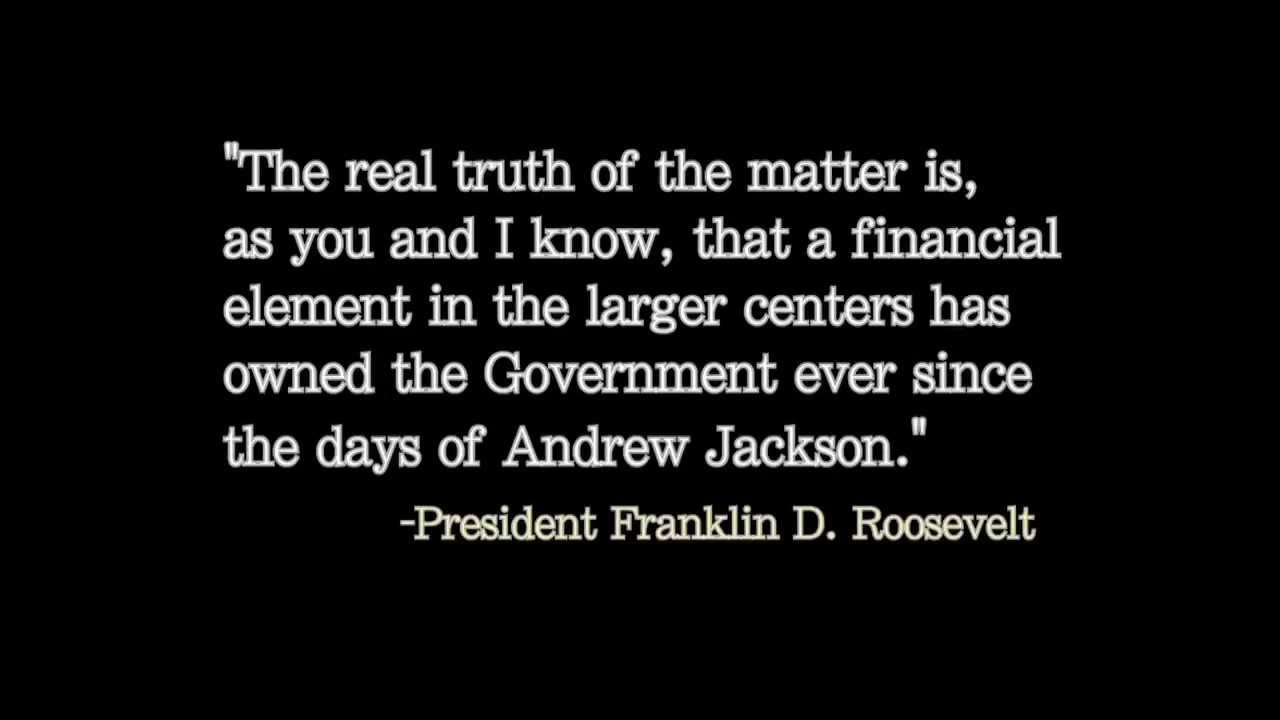 "The real truth of the matter is,
as you and I know, that a financial
element in the larger centers has
owned the Government ever since
the days of Andrew Jackson."
-President Franklin D. Roosevelt